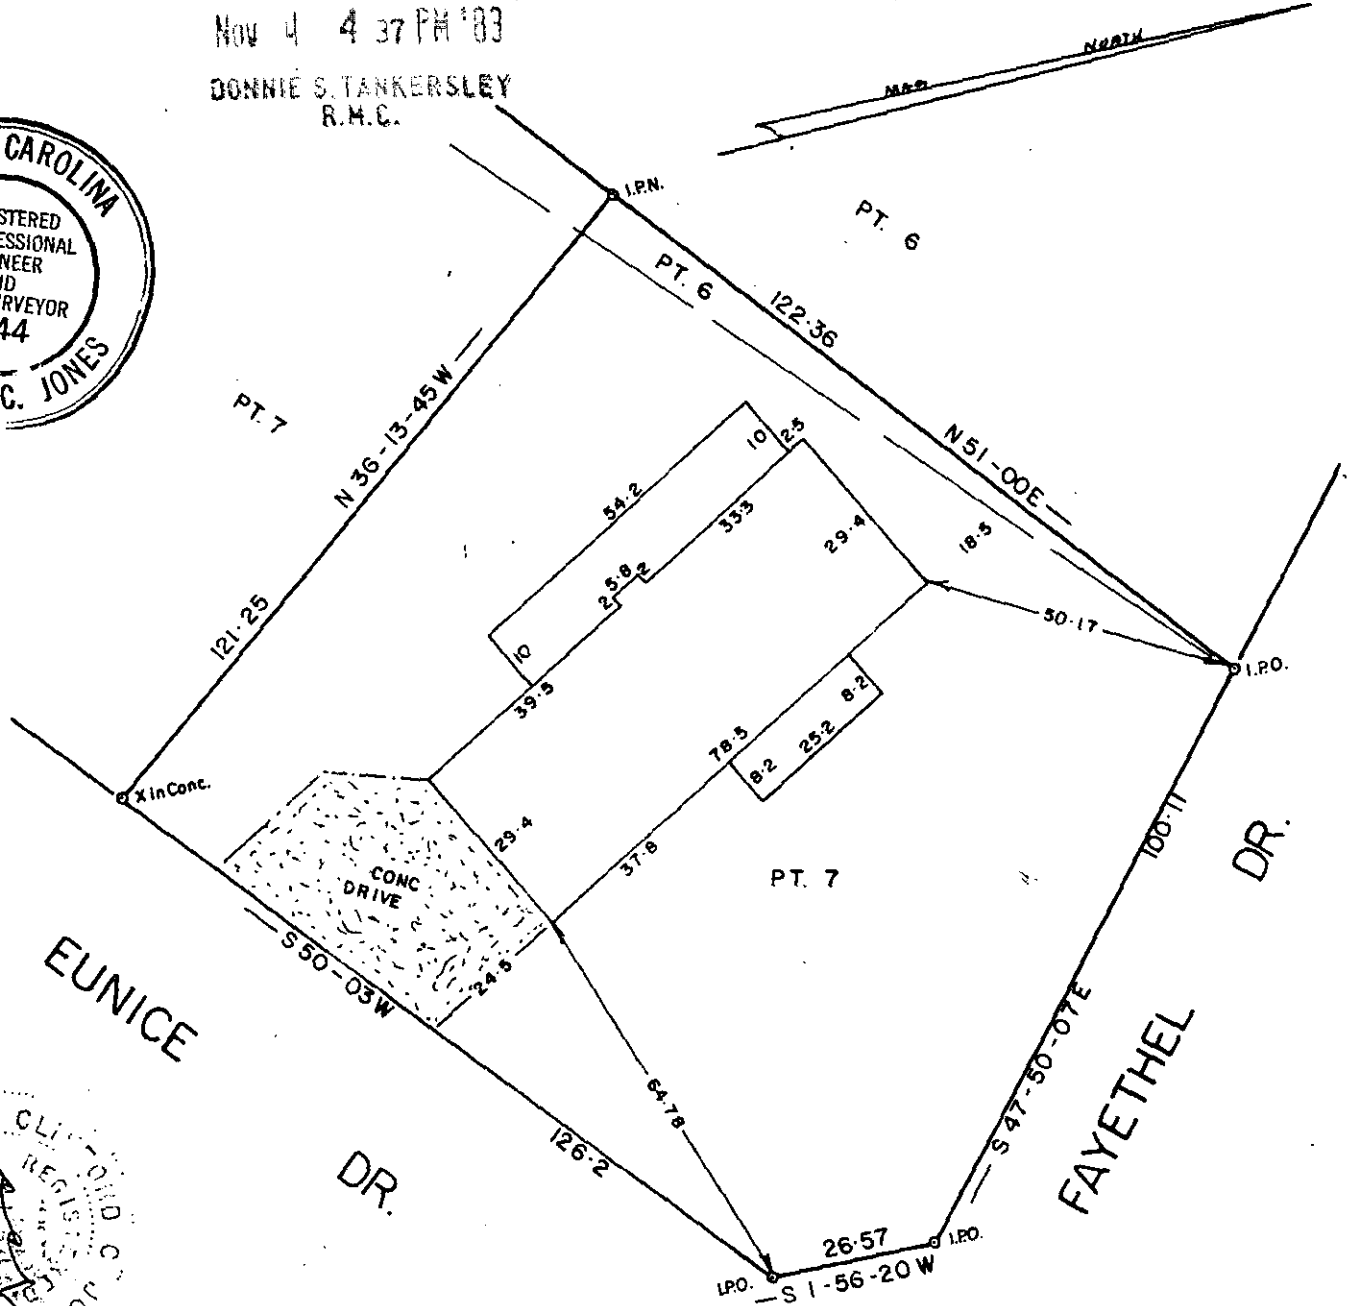 Nov 4 4 37 PM '83
DONNIE S. TANKERSLEY
R.M.C.
MAP NORTH
CAROLINA
STERED
ESSIONAL
NEER
ND
RVEYOR
44
C. JONES
I.P.N.
PT. 6
PT. 6
122.36
N 51-00E
PT. 7
N 36-13-45 W
121.25
10
2.5
54.2
33.3
29.4
18.5
2
5.8
2
50.17
I.P.O.
10
39.5
8.2
78.5
25.2
8.2
X in Conc.
29.4
37.8
CONC
DRIVE
PT. 7
100.11
DR.
24.5
S 50-03 W
EUNICE
DR.
64.78
126.2
S 47-50-07 E
FAYETHEL
26.57
I.P.O.
I.P.O.
S 1-56-20 W
REGIS